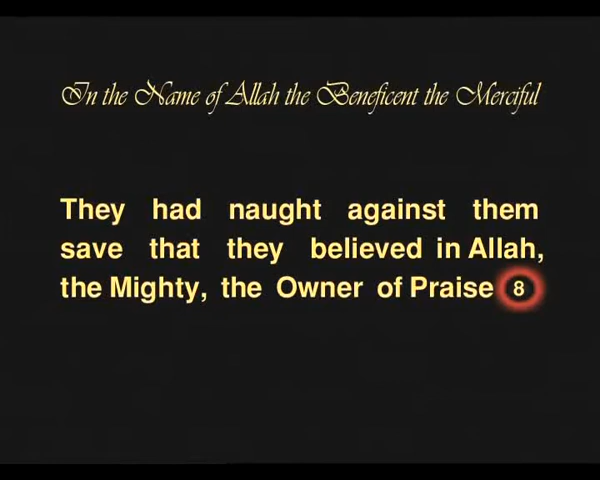 In the Name of Allah the Beneficent the Merciful
They had naught against them
save that they believed in Allah,
the Mighty, the Owner of Praise 8